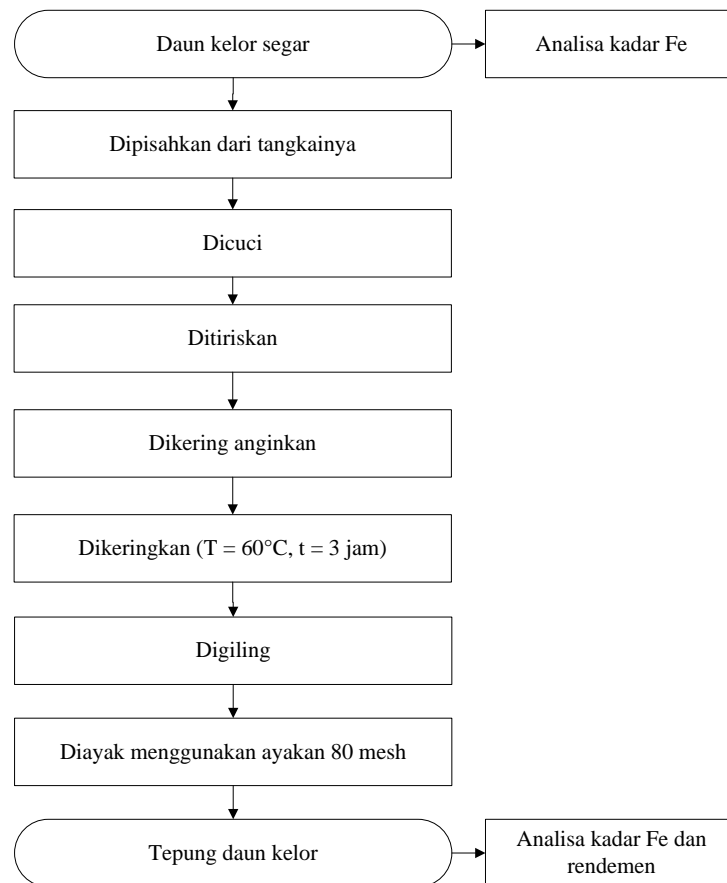 Daun kelor segar
Analisa kadar Fe
Dipisahkan dari tangkainya
Dicuci
Ditiriskan
Dikering anginkan
Dikeringkan (T = 60°C, t = 3 jam)
Digiling
Diayak menggunakan ayakan 80 mesh
Tepung daun kelor
Analisa kadar Fe dan
rendemen